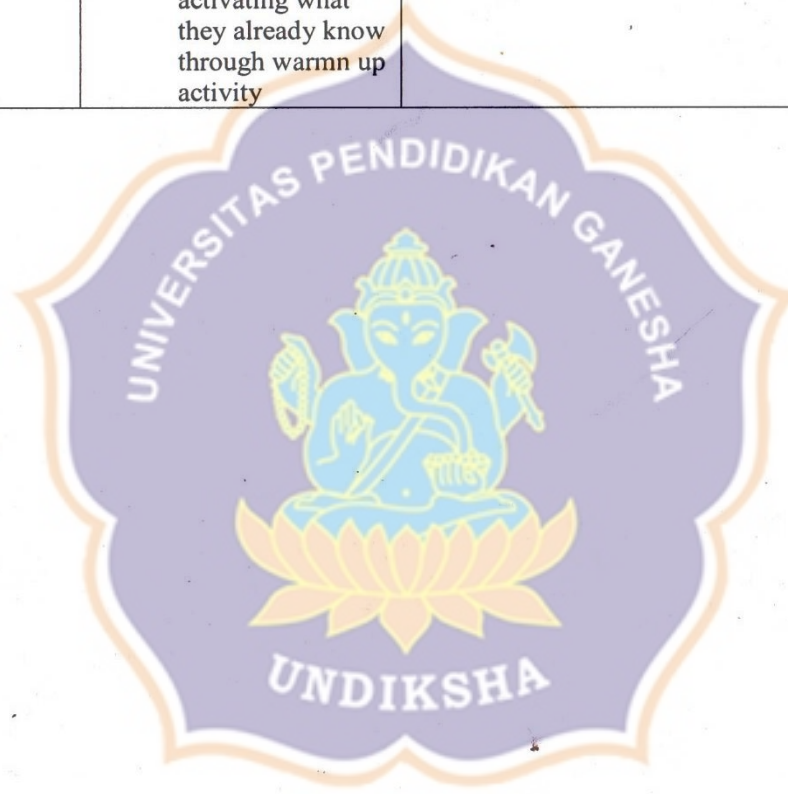 activating what
they already know
through warmn up
activity
UNIVERSITAS PENDIDIKAN GANESHA
UNDIKSHA